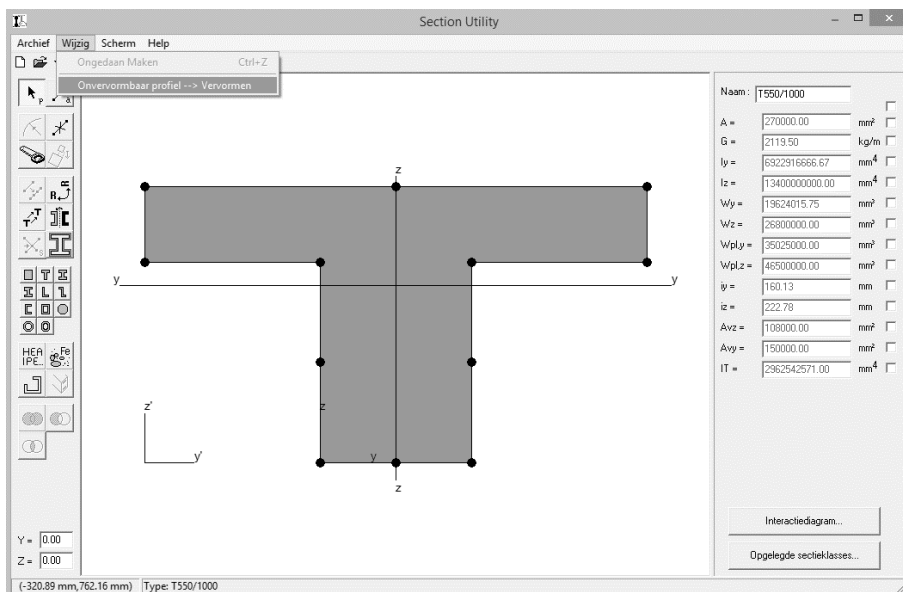 Section Utility
Archief Wijzig Scherm Help
Ongedaan Maken Ctrl+Z
Onvervormbaar profiel --> Vervormen
Naam : T550/1000
A = 270000.00 mm²
G = 2119.50 kg/m
Iy = 6922916666.67 mm4
Iz = 13400000000.00 mm4
Wy = 19624015.75 mm³
Wz = 26800000.00 mm³
Wpl,y = 35025000.00 mm³
Wpl,z = 46500000.00 mm³
iy = 160.13 mm
iz = 222.78 mm
Avz = 108000.00 mm²
Avy = 150000.00 mm²
IT = 2962542571.00 mm4
z
y y
z
z'
y'
y
z
HEA
IPE..
Fe
Interactiediagram...
Opgelegde sectieklasses...
Y = 0.00
Z = 0.00
(-320.89 mm,762.16 mm) Type: T550/1000